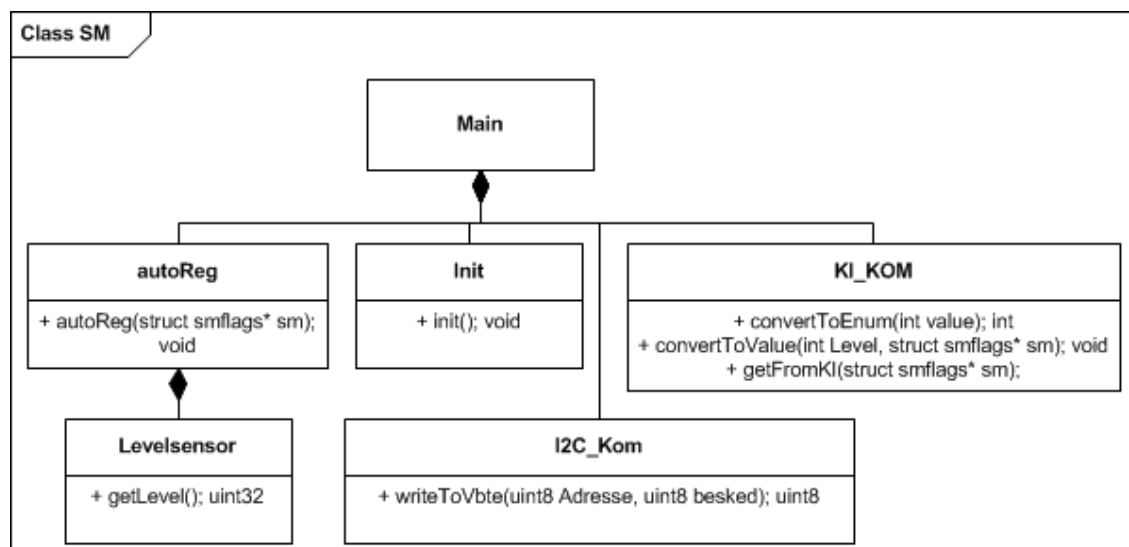 Class SM
Main
autoReg
+ autoReg(struct smflags* sm);
void
Init
+ init(); void
KI_KOM
+ convertToEnum(int value); int
+ convertToValue(int Level, struct smflags* sm); void
+ getFromKI(struct smflags* sm);
Levelsensor
+ getLevel(); uint32
I2C_Kom
+ writeToVbte(uint8 Adresse, uint8 besked); uint8